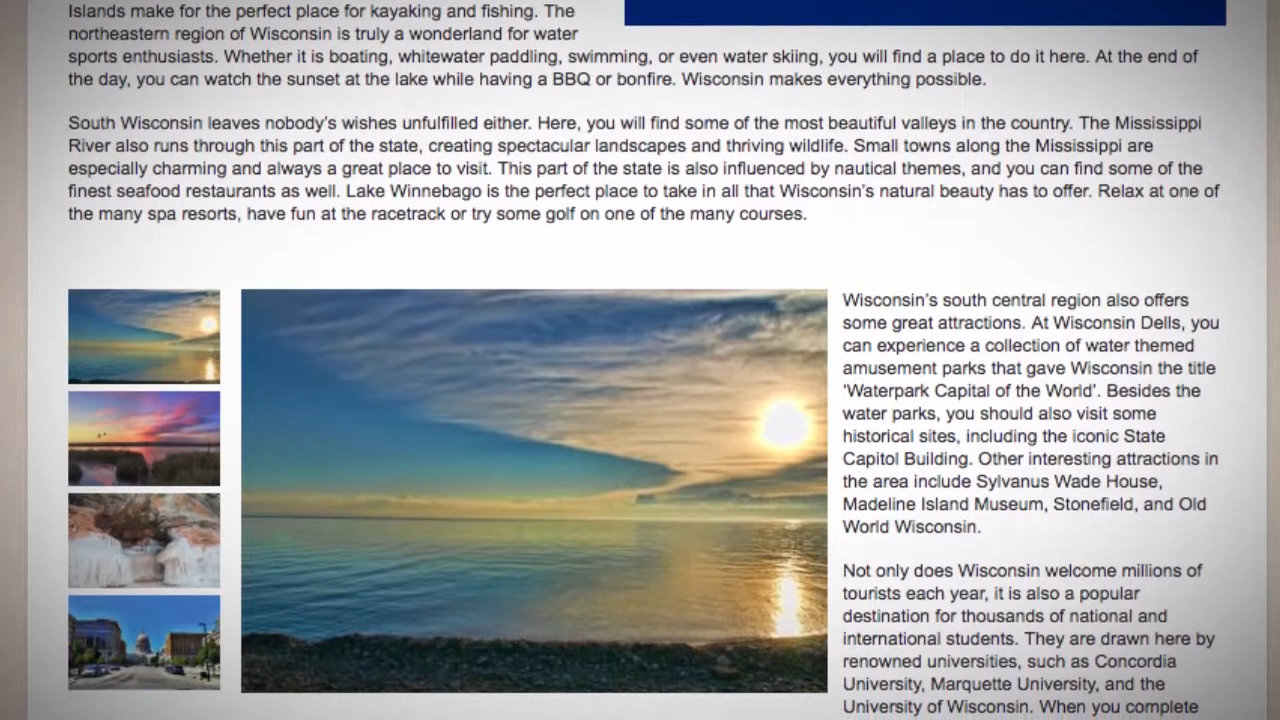 Islands make for the perfect place for kayaking and fishing. The
northeastern region of Wisconsin is truly a wonderland for water
sports enthusiasts. Whether it is boating, whitewater paddling, swimming, or even water skiing, you will find a place to do it here. At the end of
the day, you can watch the sunset at the lake while having a BBQ or bonfire. Wisconsin makes everything possible.
South Wisconsin leaves nobody's wishes unfulfilled either. Here, you will find some of the most beautiful valleys in the country. The Mississippi
River also runs through this part of the state, creating spectacular landscapes and thriving wildlife. Small towns along the Mississippi are
especially charming and always a great place to visit. This part of the state is also influenced by nautical themes, and you can find some of the
finest seafood restaurants as well. Lake Winnebago is the perfect place to take in all that Wisconsin's natural beauty has to offer. Relax at one of
the many spa resorts, have fun at the racetrack or try some golf on one of the many courses.
Wisconsin's south central region also offers
some great attractions. At Wisconsin Dells, you
can experience a collection of water themed
amusement parks that gave Wisconsin the title
'Waterpark Capital of the World'. Besides the
water parks, you should also visit some
historical sites, including the iconic State
Capitol Building. Other interesting attractions in
the area include Sylvanus Wade House,
Madeline Island Museum, Stonefield, and Old
World Wisconsin.
Not only does Wisconsin welcome millions of
tourists each year, it is also a popular
destination for thousands of national and
international students. They are drawn here by
renowned universities, such as Concordia
University, Marquette University, and the
University of Wisconsin. When you complete